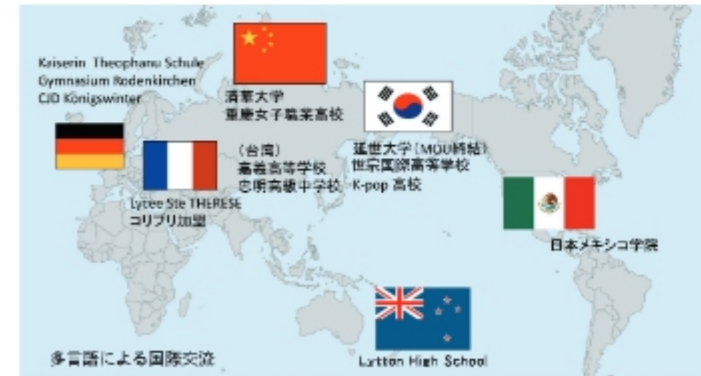 Kaiserin Theophanu Schule
Gymnasium Rodenkirchen
CJD Königswinter
清華大学
重慶女子職業高校
(台湾)
嘉義高等学校
忠明高級中学校
延世大学(MOU締結)
世宗国際高等学校
K-pop 高校
Lycee Ste THERESE
コリブリ加盟
日本メキシコ学院
多言語による国際交流
Lytton High School